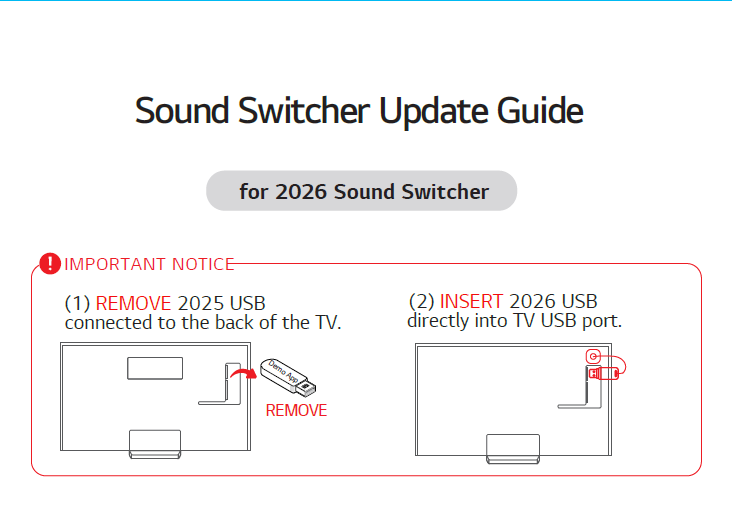 Sound Switcher Update Guide
for 2026 Sound Switcher
! IMPORTANT NOTICE
(1) REMOVE 2025 USB
connected to the back of the TV.
Demo App
REMOVE
(2) INSERT 2026 USB
directly into TV USB port.